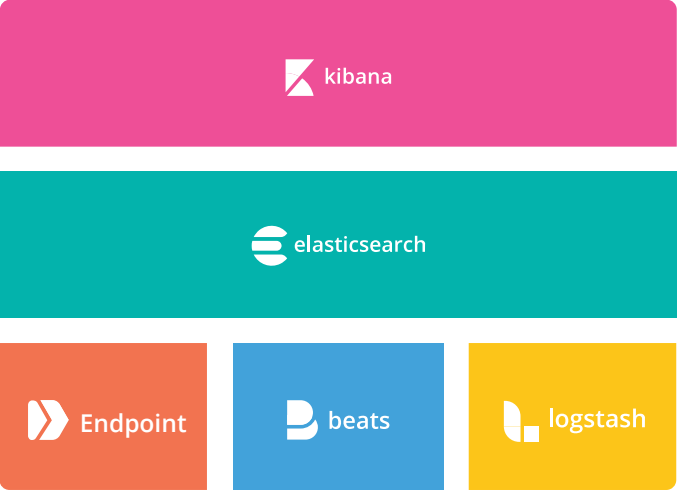 kibana
elasticsearch
Endpoint
beats
logstash